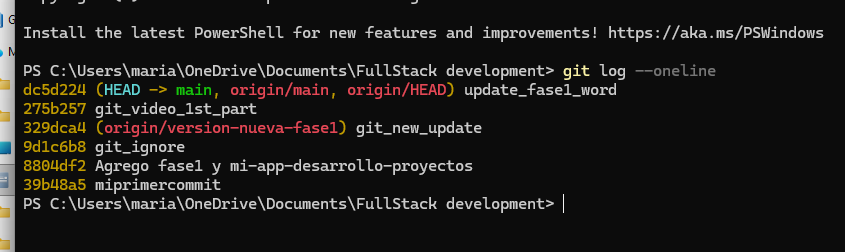 Install the latest PowerShell for new features and improvements! https://aka.ms/PSWindows
PS C:\Users\maria\OneDrive\Documents\FullStack development> git log --oneline
dc5d224 (HEAD -> main, origin/main, origin/HEAD) update_fase1_word
275b257 git_video_1st_part
329dca4 (origin/version-nueva-fase1) git_new_update
9d1c6b8 git_ignore
8804df2 Agrego fase1 y mi-app-desarrollo-proyectos
39b48a5 miprimercommit
PS C:\Users\maria\OneDrive\Documents\FullStack development>